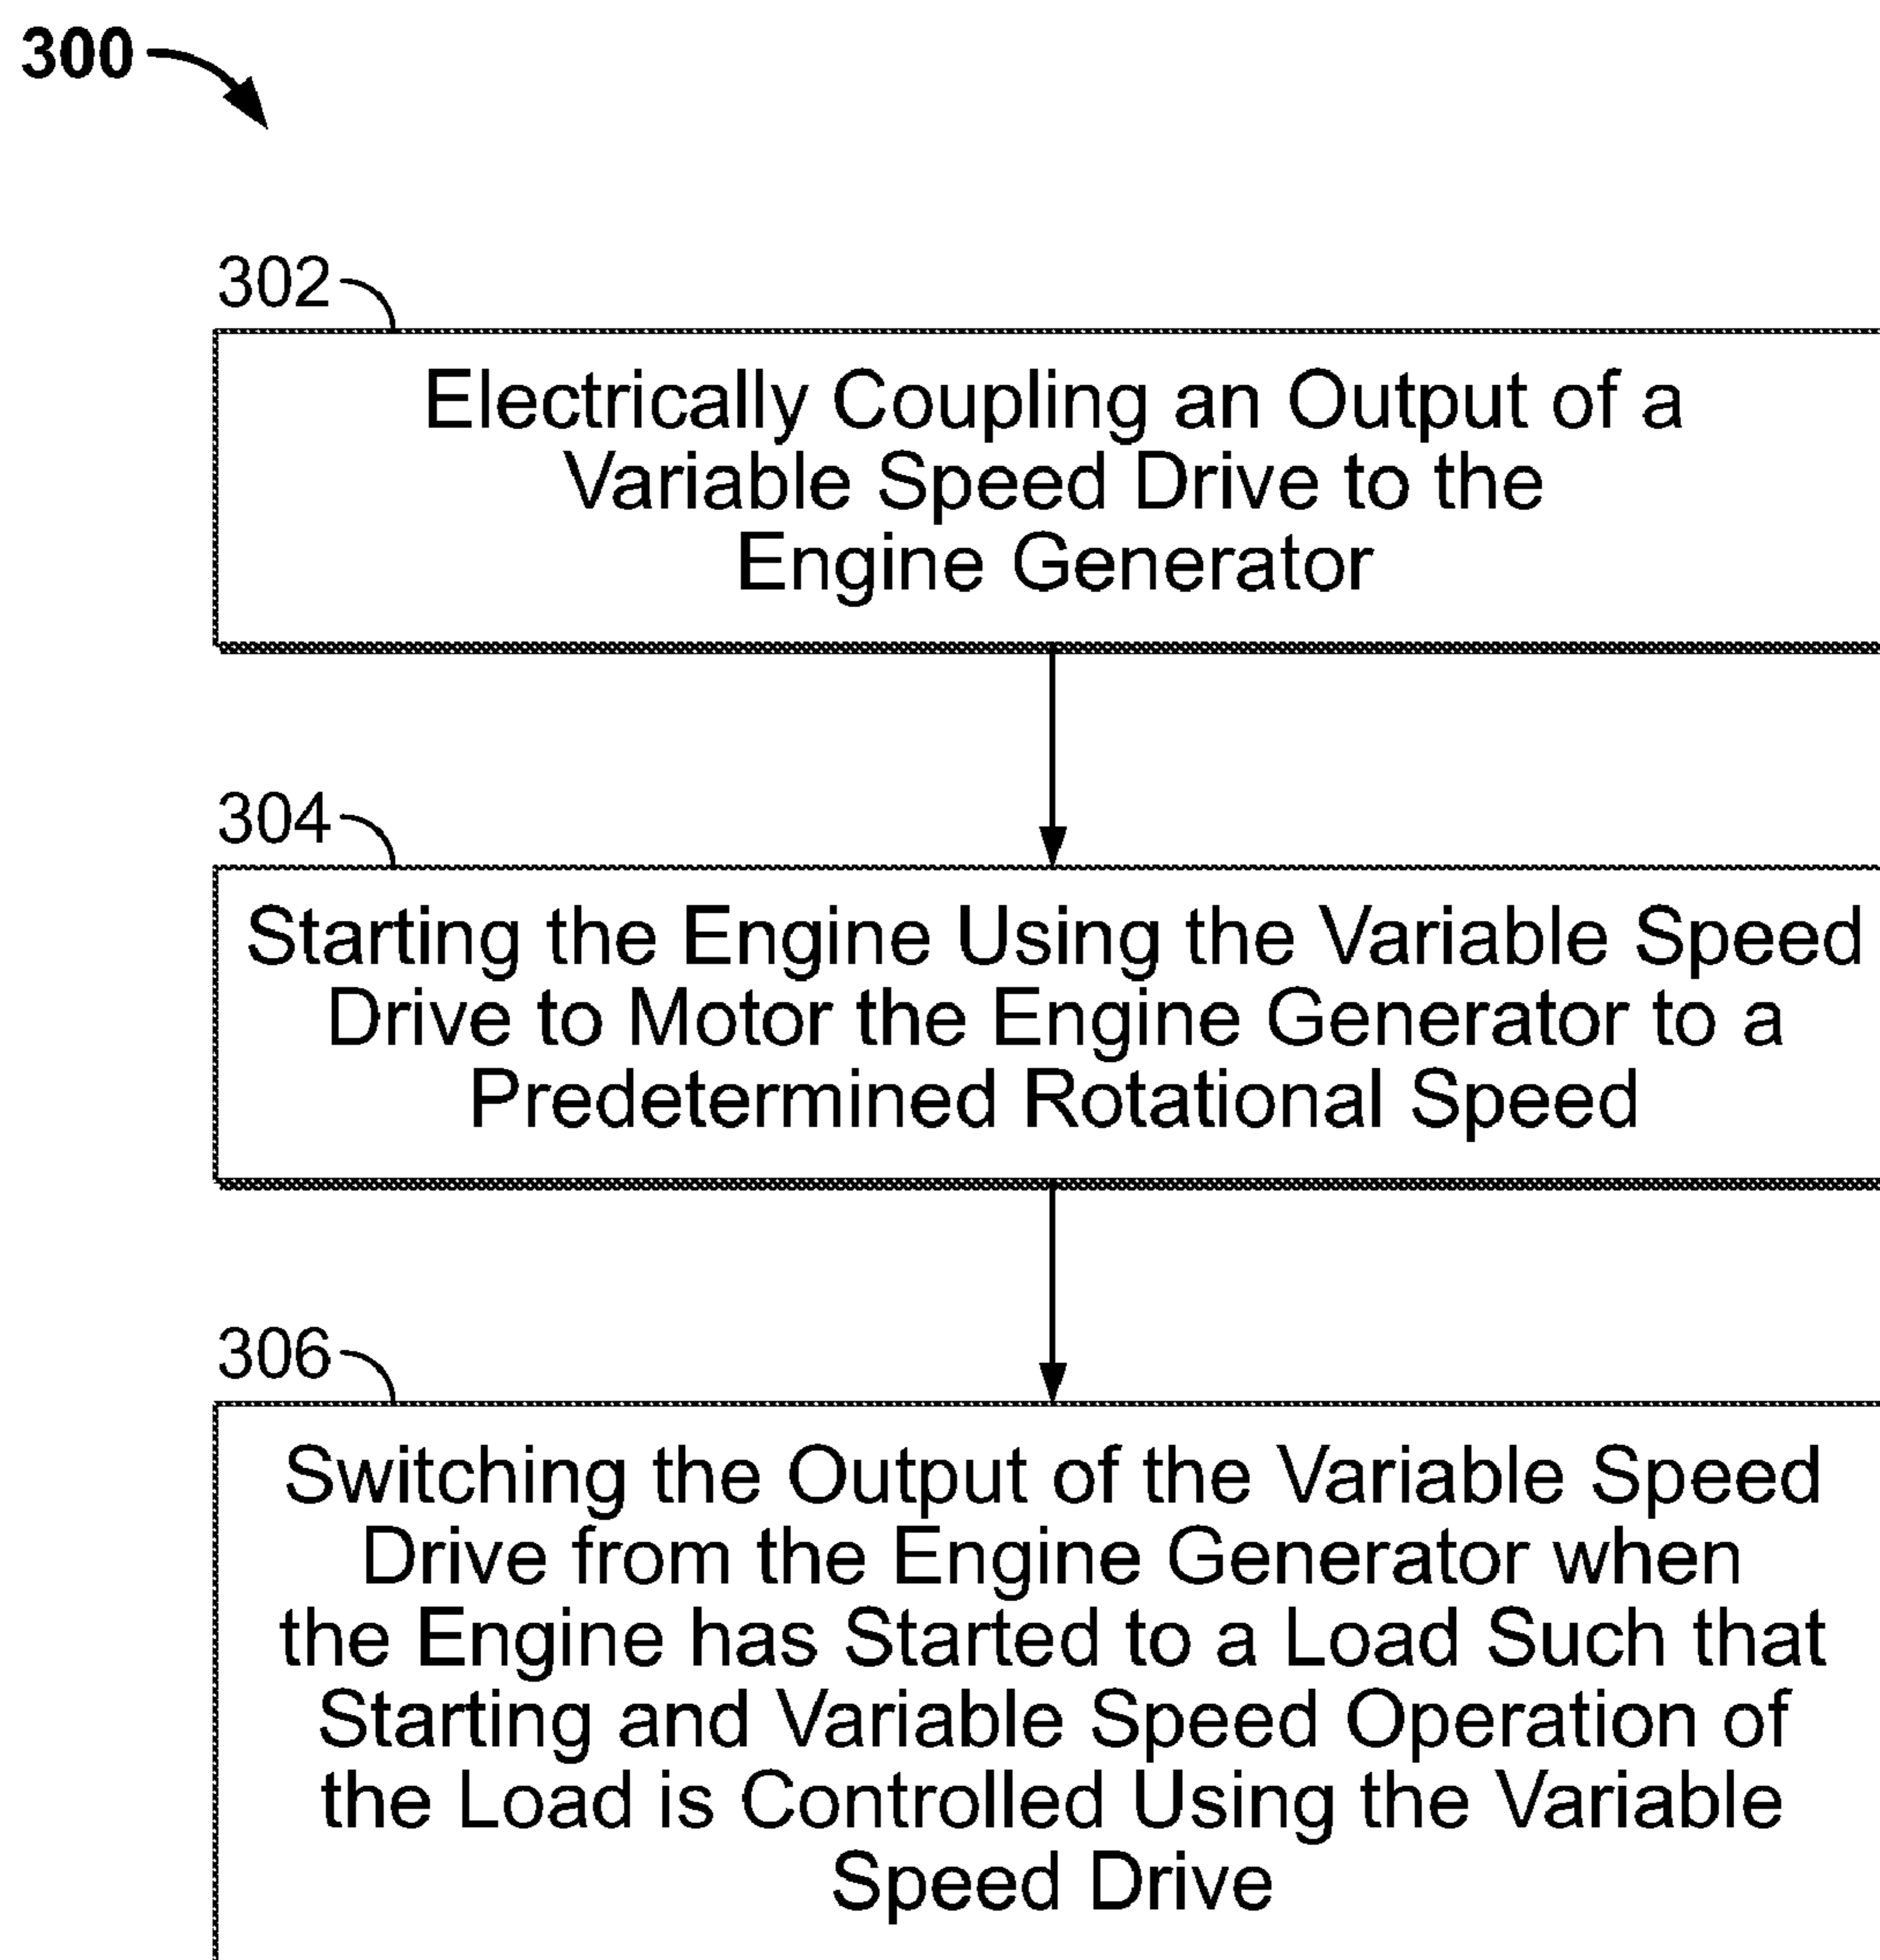 300
302
Electrically Coupling an Output of a
Variable Speed Drive to the
Engine Generator
304
Starting the Engine Using the Variable Speed
Drive to Motor the Engine Generator to a
Predetermined Rotational Speed
306
Switching the Output of the Variable Speed
Drive from the Engine Generator when
the Engine has Started to a Load Such that
Starting and Variable Speed Operation of
the Load is Controlled Using the Variable
Speed Drive